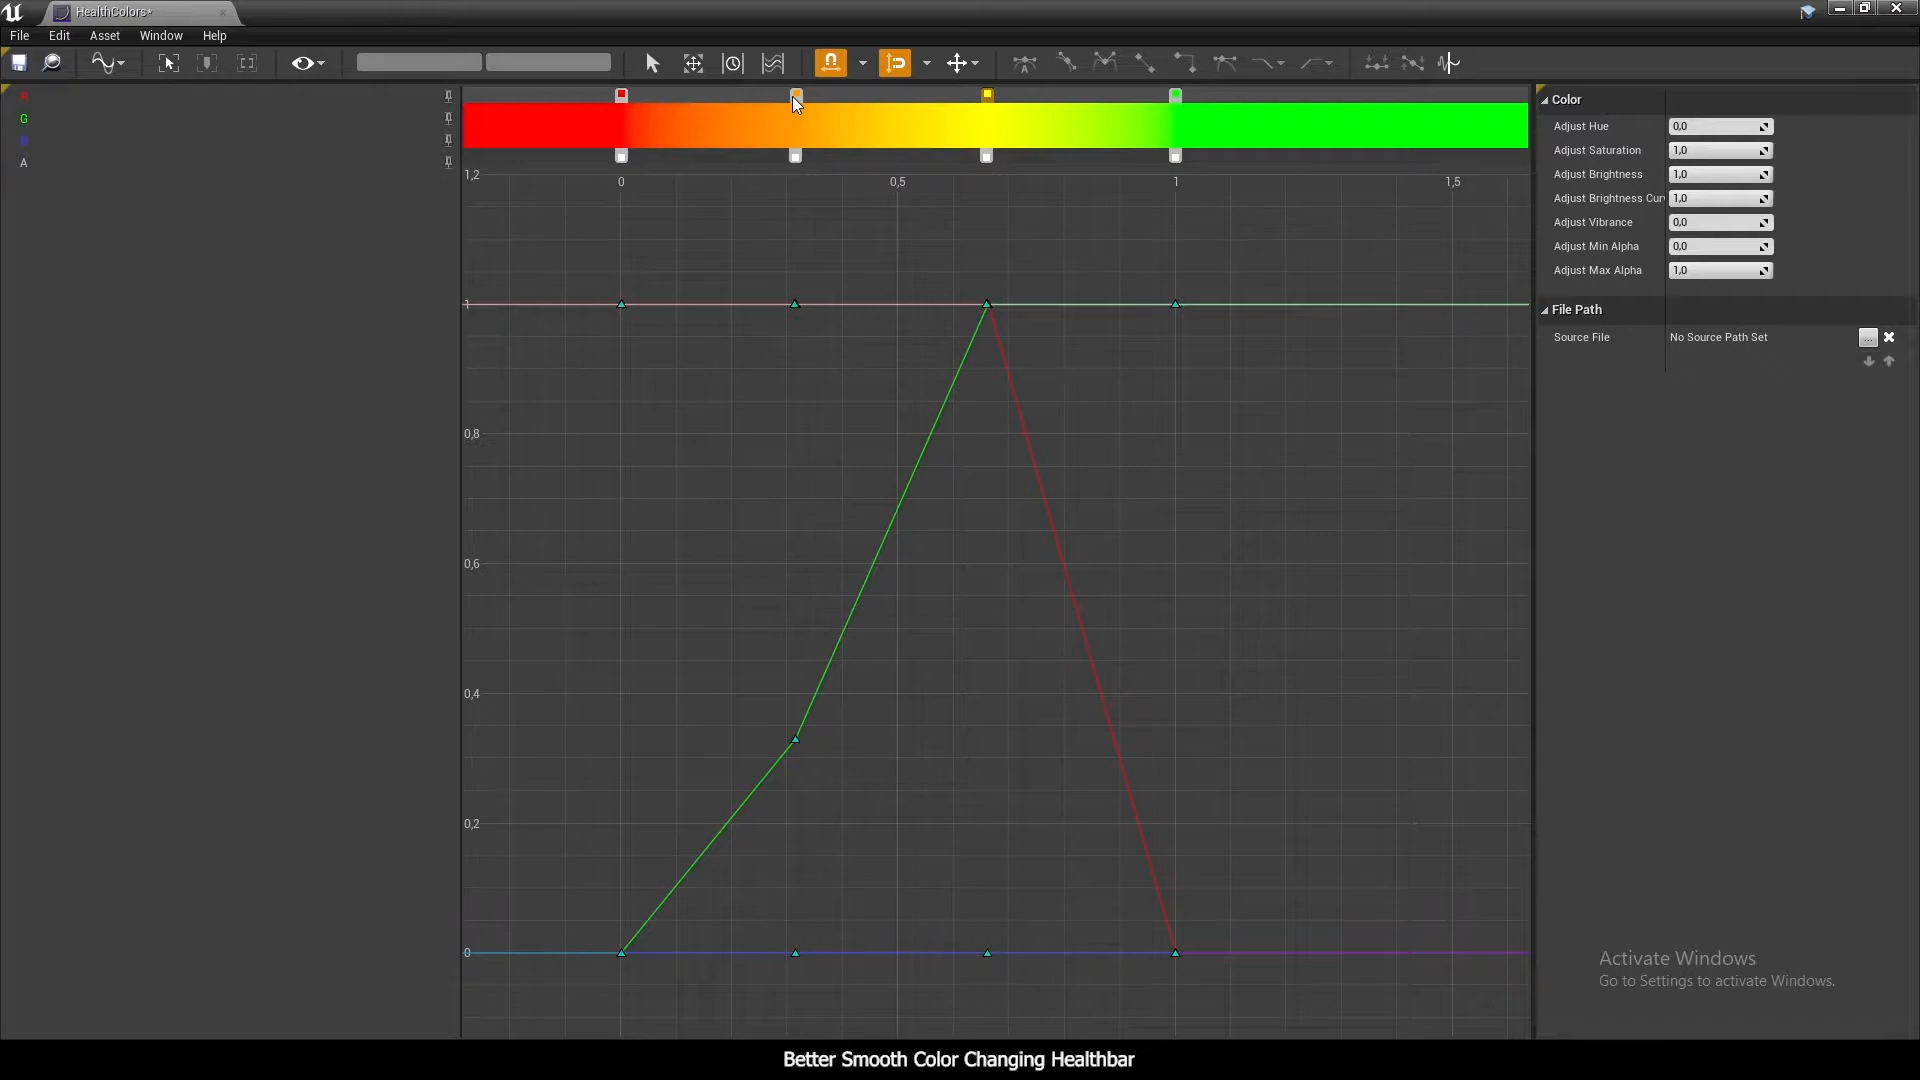 HealthColors*
File Edit Asset Window Help
R
G
B
A
1,2
0 0,5 1 1,5
1
0,8
0,6
0,4
0,2
0
Color
Adjust Hue 0,0
Adjust Saturation 1,0
Adjust Brightness 1,0
Adjust Brightness Curv 1,0
Adjust Vibrance 0,0
Adjust Min Alpha 0,0
Adjust Max Alpha 1,0
File Path
Source File No Source Path Set ...
Activate Windows
Go to Settings to activate Windows.
Better Smooth Color Changing Healthbar